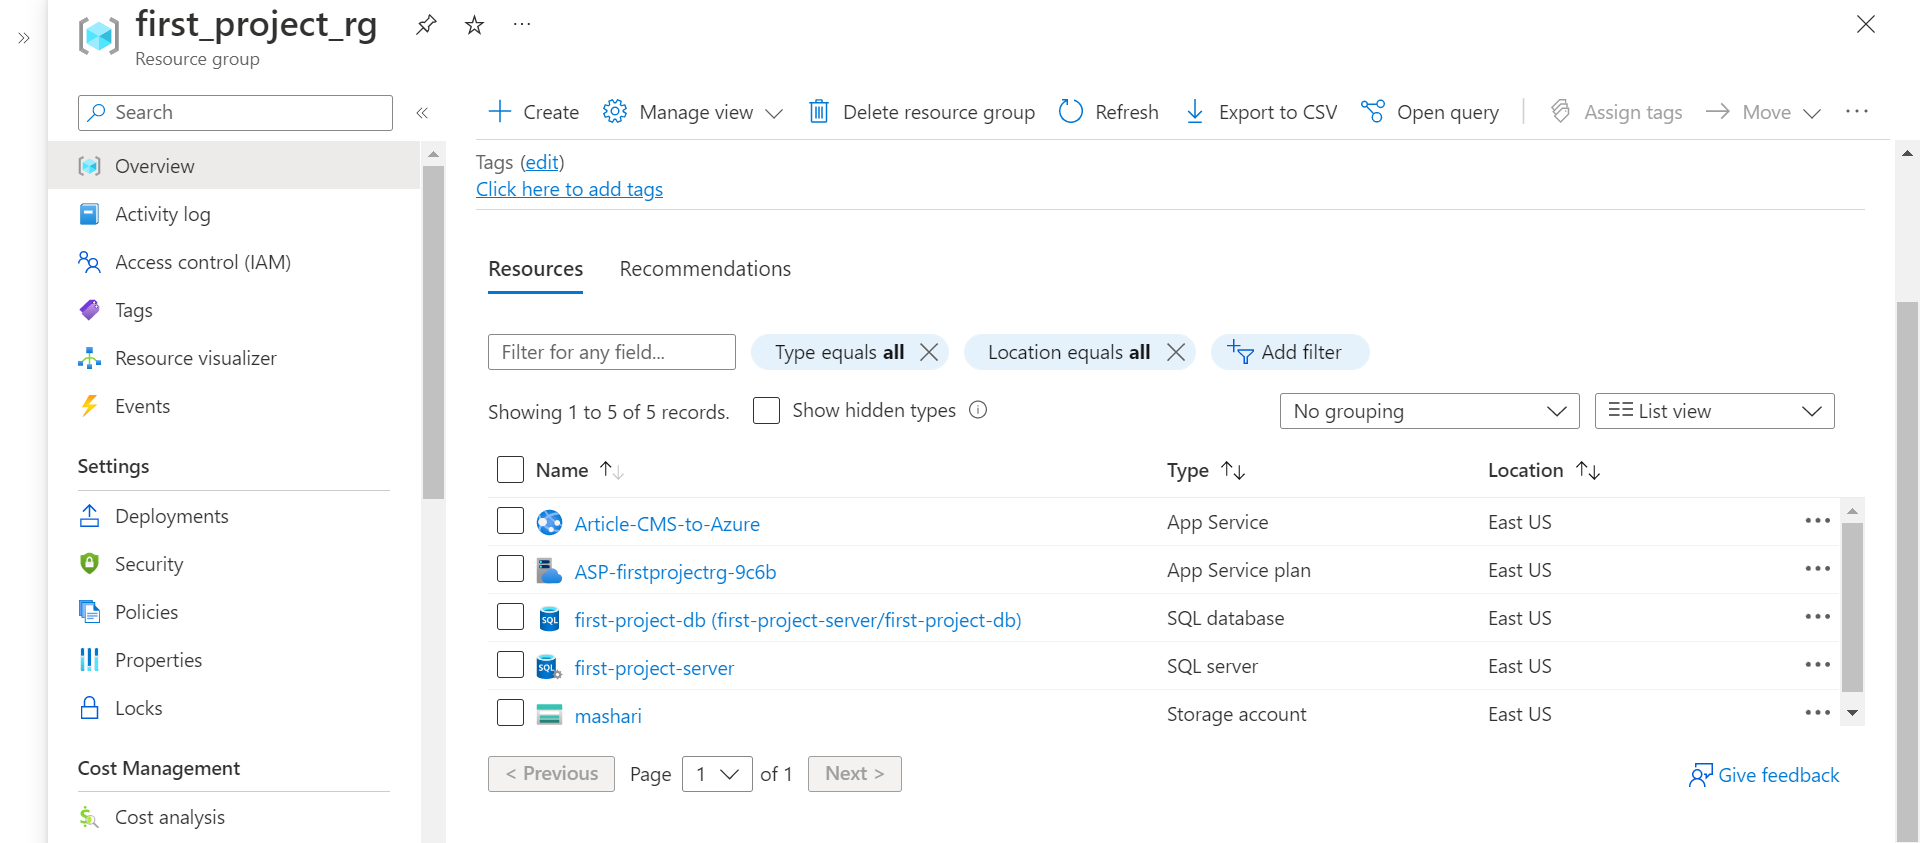 first_project_rg
Resource group
Search
Overview
Activity log
Access control (IAM)
Tags
Resource visualizer
Events
Settings
Deployments
Security
Policies
Properties
Locks
Cost Management
Cost analysis
Create Manage view Delete resource group Refresh Export to CSV Open query Assign tags Move
Tags (edit)
Click here to add tags
Resources Recommendations
Filter for any field... Type equals all Location equals all Add filter
Showing 1 to 5 of 5 records. Show hidden types No grouping List view
Name Type Location
Article-CMS-to-Azure App Service East US
ASP-firstprojectrg-9c6b App Service plan East US
SQL first-project-db (first-project-server/first-project-db) SQL database East US
SQL first-project-server SQL server East US
mashari Storage account East US
< Previous Page 1 of 1 Next >
Give feedback